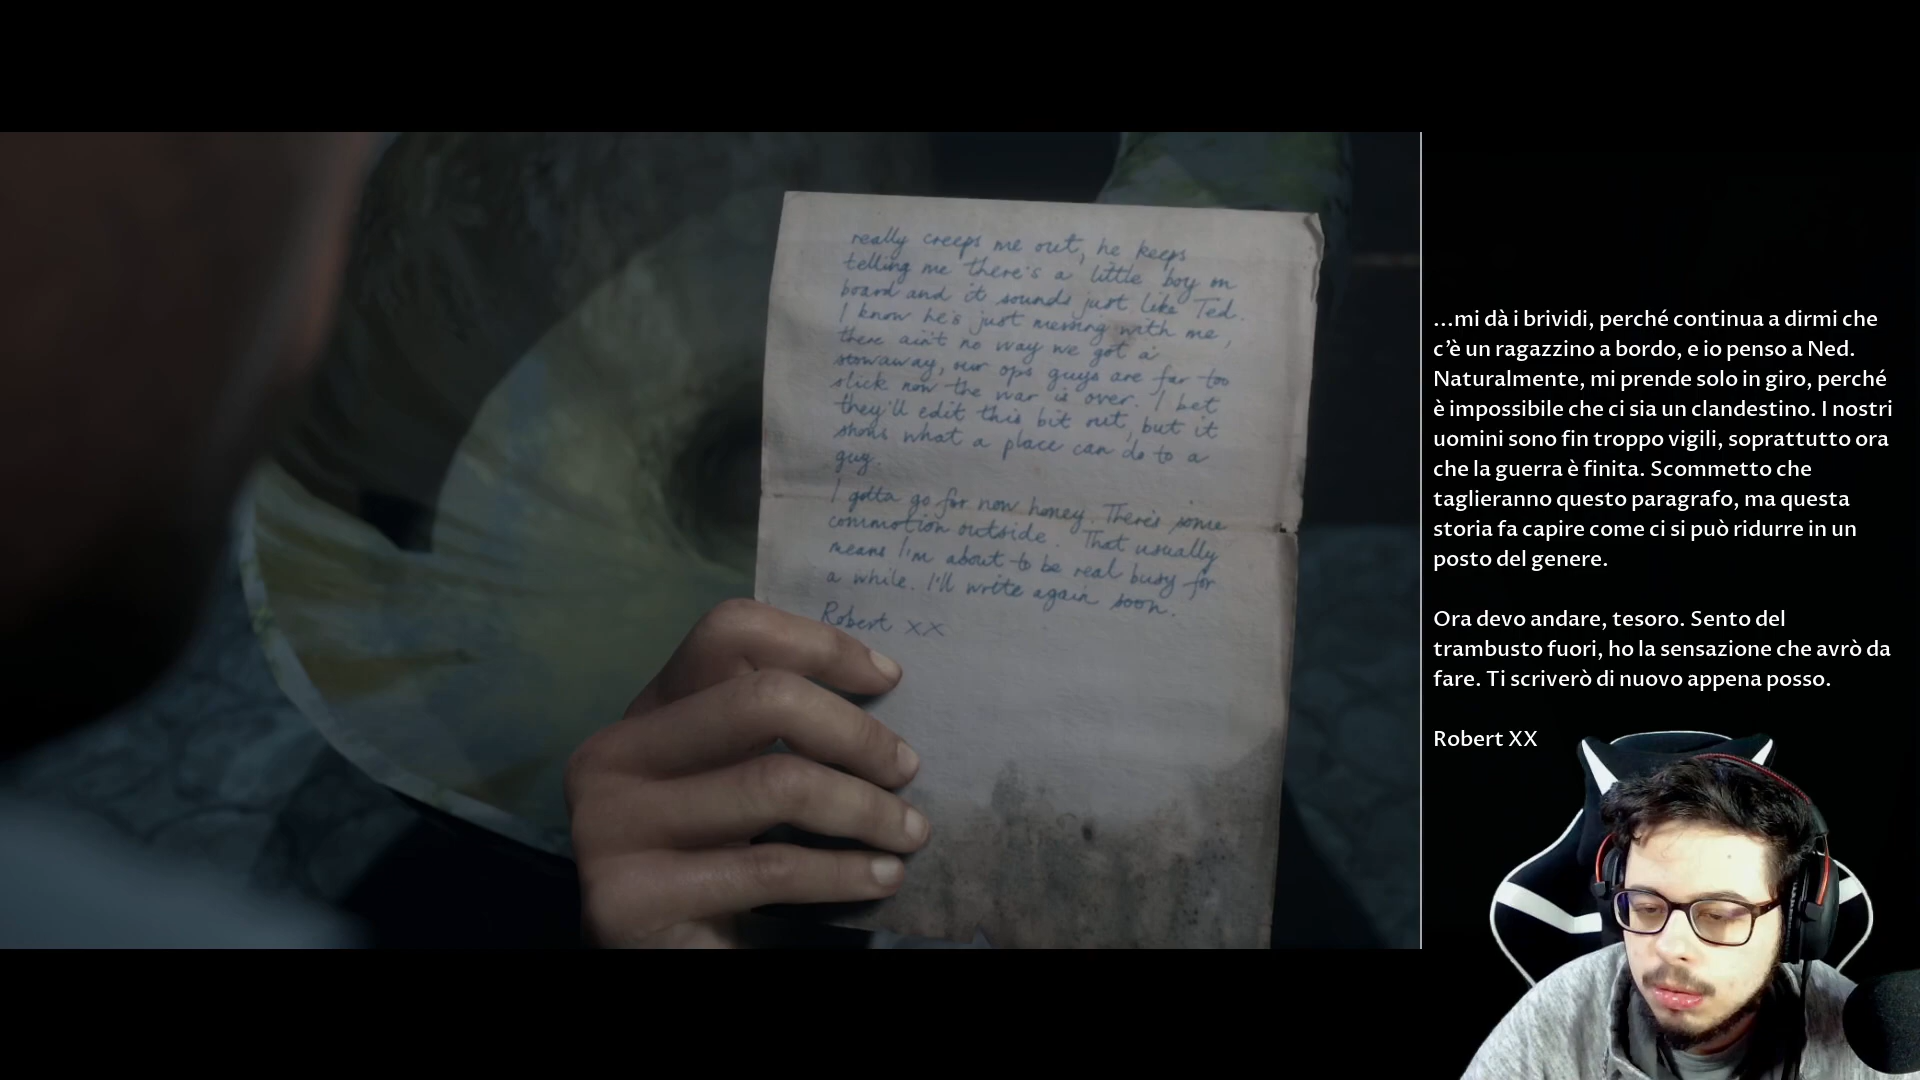 really creeps me out, he keeps
telling me there's a little boy on
board and it sounds just like Ted.
I know he's just messing with me,
there ain't no way we got a
stowaway, our ops guys are far too
slick now the war is over. I bet
they'll edit this bit out, but it
shows what a place can do to a
guy.
I gotta go for now honey. There's some
commotion outside. That usually
means I'm about to be real busy for
a while. I'll write again soon.
Robert XX
...mi dà i brividi, perché continua a dirmi che
c'è un ragazzino a bordo, e io penso a Ned.
Naturalmente, mi prende solo in giro, perché
è impossibile che ci sia un clandestino. I nostri
uomini sono fin troppo vigili, soprattutto ora
che la guerra è finita. Scommetto che
taglieranno questo paragrafo, ma questa
storia fa capire come ci si può ridurre in un
posto del genere.
Ora devo andare, tesoro. Sento del
trambusto fuori, ho la sensazione che avrò da
fare. Ti scriverò di nuovo appena posso.
Robert XX